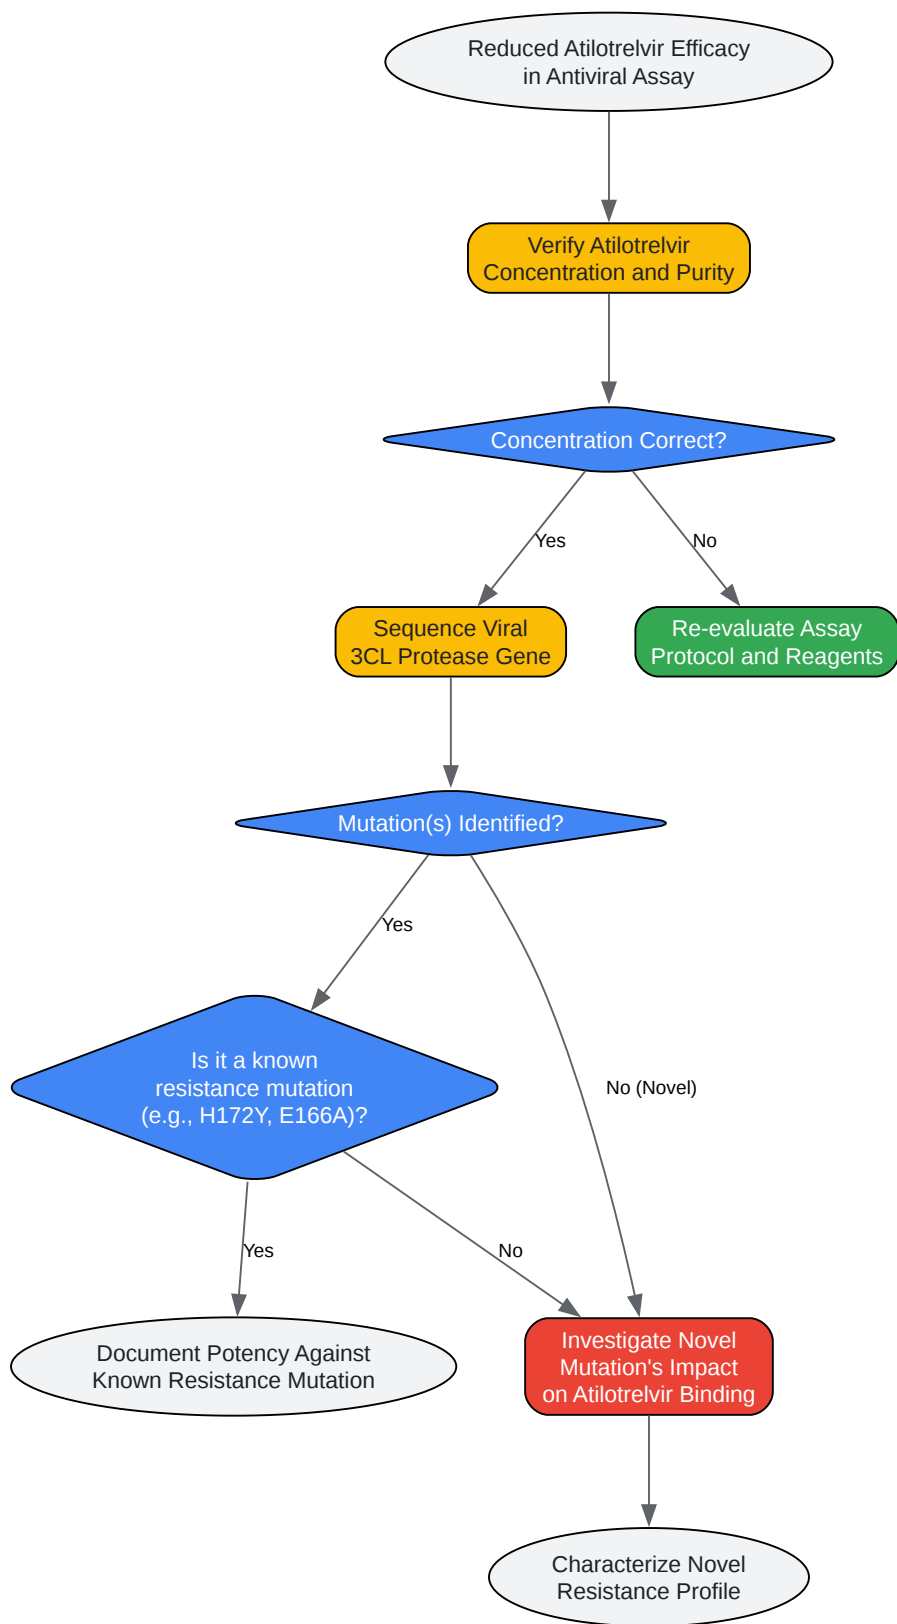 Reduced Atilotrelvir Efficacy
in Antiviral Assay
Verify Atilotrelvir
Concentration and Purity
Concentration Correct?
Yes
No
Sequence Viral
3CL Protease Gene
Re-evaluate Assay
Protocol and Reagents
Mutation(s) Identified?
Yes
No (Novel)
Is it a known
resistance mutation
(e.g., H172Y, E166A)?
Yes
No
Document Potency Against
Known Resistance Mutation
Investigate Novel
Mutation's Impact
on Atilotrelvir Binding
Characterize Novel
Resistance Profile